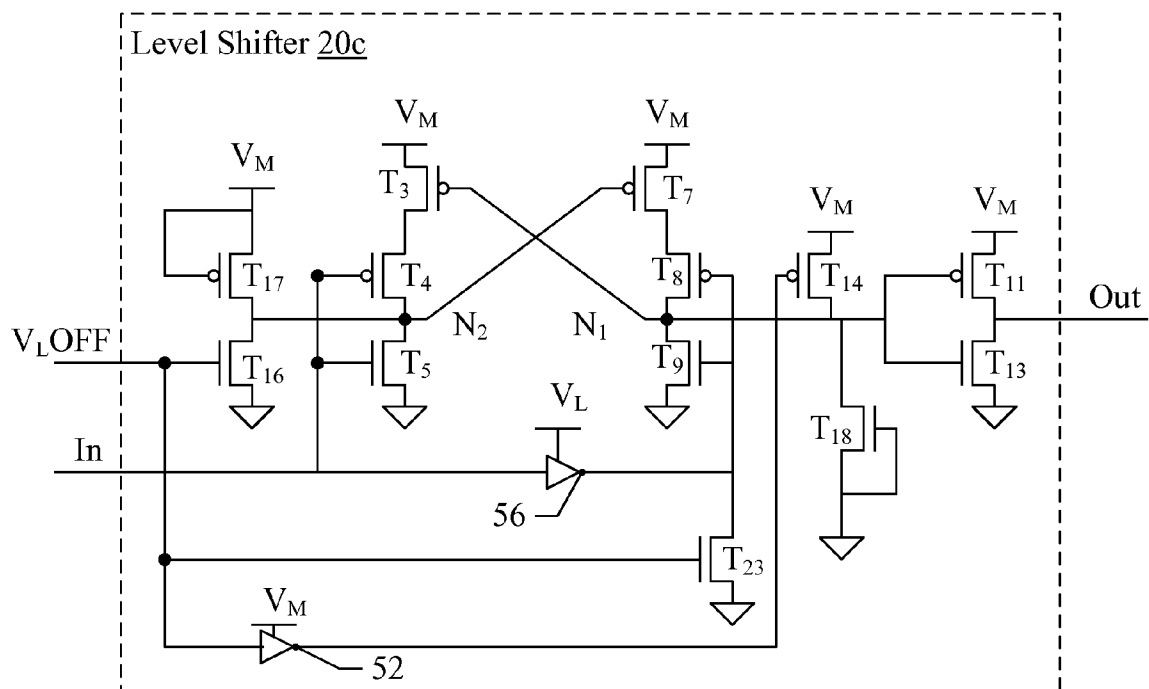 Level Shifter 20c
V_M V_M
V_M T_3 T_7 V_M V_M
T_17 T_4 T_8 T_14 T_11
Out
N_2 N_1
V_LOFF
T_16 T_5 T_9 T_13
V_L
T_18
In
56
T_23
V_M
52